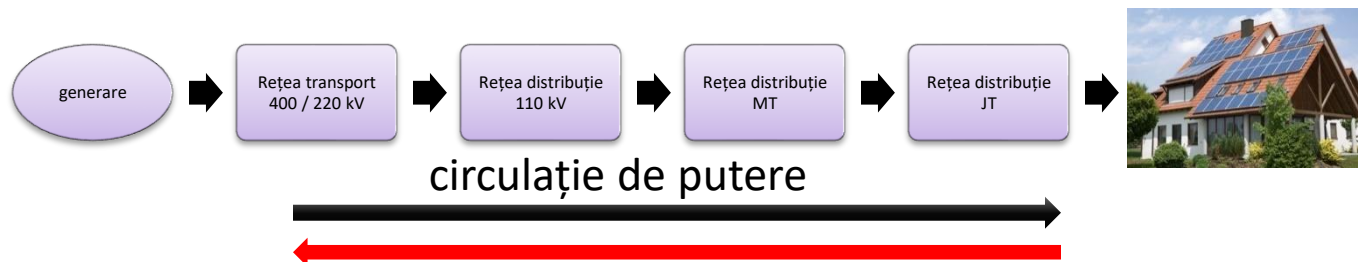 generare
Rețea transport
400 / 220 kV
Rețea distribuție
110 kV
Rețea distribuție
MT
Rețea distribuție
JT
circulație de putere